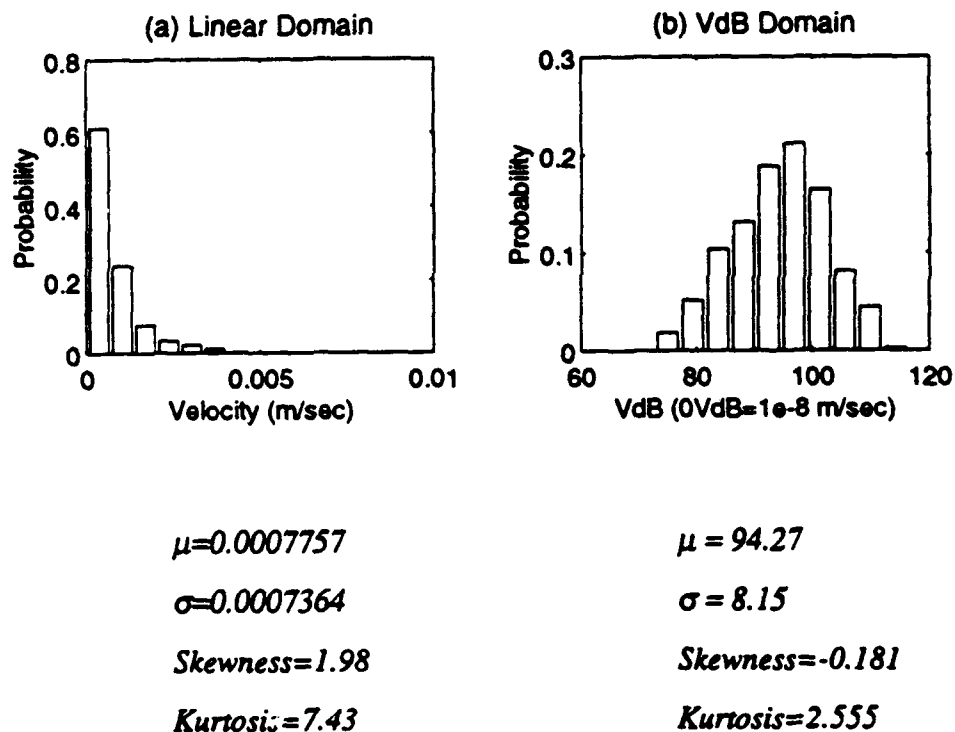 (a) Linear Domain
0.8
0.6
0.4
0.2
0
Probability
0 0.005 0.01
Velocity (m/sec)
(b) VdB Domain
0.3
0.2
0.1
0
Probability
60 80 100 120
VdB (0VdB=1e-8 m/sec)
μ=0.0007757
σ=0.0007364
Skewness=1.98
Kurtosis=7.43
μ = 94.27
σ = 8.15
Skewness=-0.181
Kurtosis=2.555